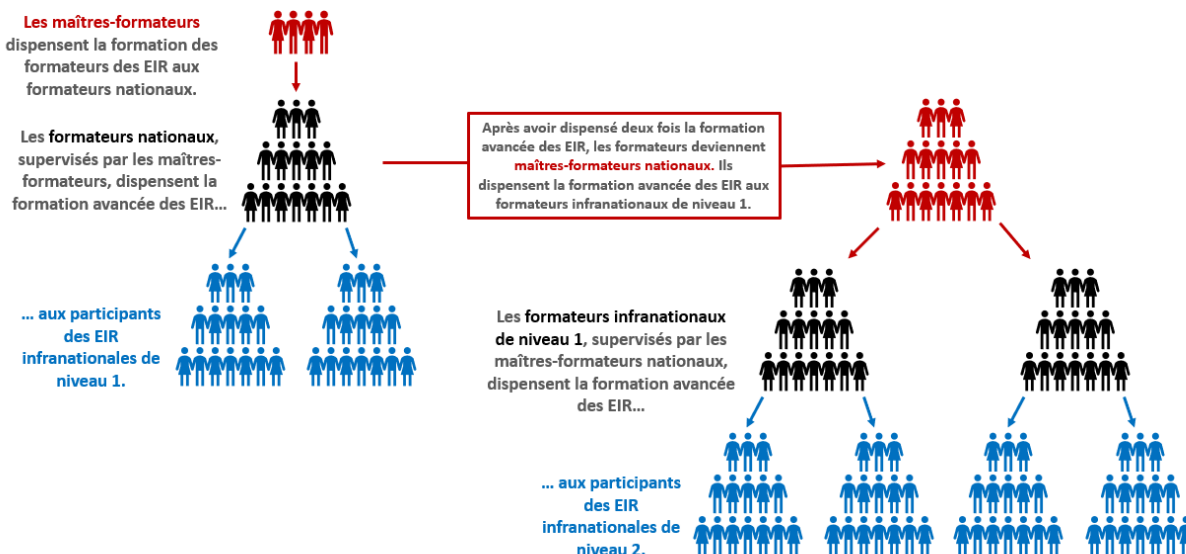 Les maîtres-formateurs
dispensent la formation des
formateurs des EIR aux
formateurs nationaux.
Les formateurs nationaux,
supervisés par les maîtres-
formateurs, dispensent la
formation avancée des EIR...
... aux participants
des EIR
infranationales de
niveau 1.
Après avoir dispensé deux fois la formation
avancée des EIR, les formateurs deviennent
maîtres-formateurs nationaux. Ils
dispensent la formation avancée des EIR aux
formateurs infranationaux de niveau 1.
Les formateurs infranationaux
de niveau 1, supervisés par les
maîtres-formateurs nationaux,
dispensent la formation avancée
des EIR...
... aux participants
des EIR
infranationales de
niveau 2.